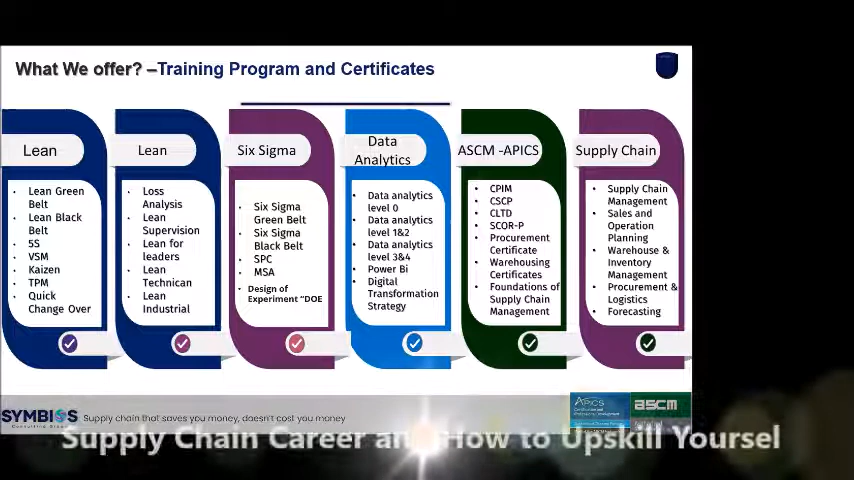 What We offer? –Training Program and Certificates
Lean
Lean Green
Belt
Lean Black
Belt
5S
VSM
Kaizen
TPM
Quick
Change Over
Lean
Loss
Analysis
Lean
Supervision
Lean for
leaders
Lean
Technican
Lean
Industrial
Six Sigma
Six Sigma
Green Belt
Six Sigma
Black Belt
SPC
MSA
Design of
Experiment "DOE
Data
Analytics
Data analytics
level 0
Data analytics
level 1&2
Data analytics
level 3&4
Power Bi
Digital
Transformation
Strategy
ASCM -APICS
CPIM
CSCP
CLTD
SCOR-P
Procurement
Certificate
Warehousing
Certificates
Foundations of
Supply Chain
Management
Supply Chain
Supply Chain
Management
Sales and
Operation
Planning
Warehouse &
Inventory
Management
Procurement &
Logistics
Forecasting
SYMBIOS
Supply chain that saves you money, doesn't cost you money
APICS
ascm
Supply Chain Career and How to Upskill Yoursel